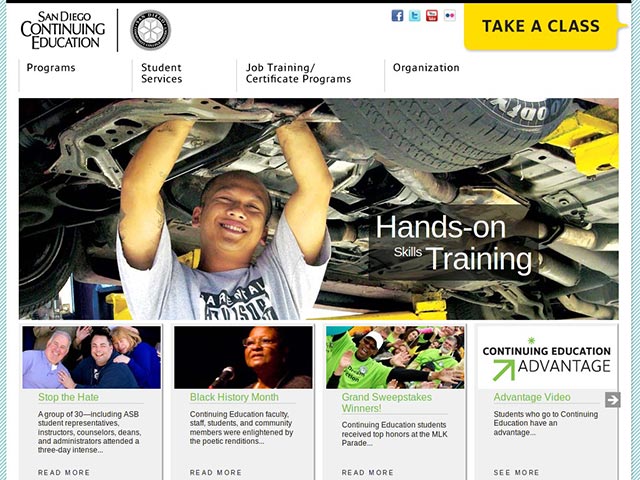 SAN DIEGO
CONTINUING
EDUCATION
TAKE A CLASS
Programs
Student
Services
Job Training/
Certificate Programs
Organization
GOODYEAR
Hands-on
Skills Training
Stop the Hate
A group of 30—including ASB
student representatives,
instructors, counselors, deans,
and administrators attended a
three-day intense...
READ MORE
Black History Month
Continuing Education faculty,
staff, students, and community
members were enlightened by
the poetic renditions...
READ MORE
Grand Sweepstakes
Winners!
Continuing Education students
received top honors at the MLK
Parade...
READ MORE
CONTINUING EDUCATION
ADVANTAGE
Advantage Video
Students who go to Continuing
Education have an
advantage...
SEE MORE